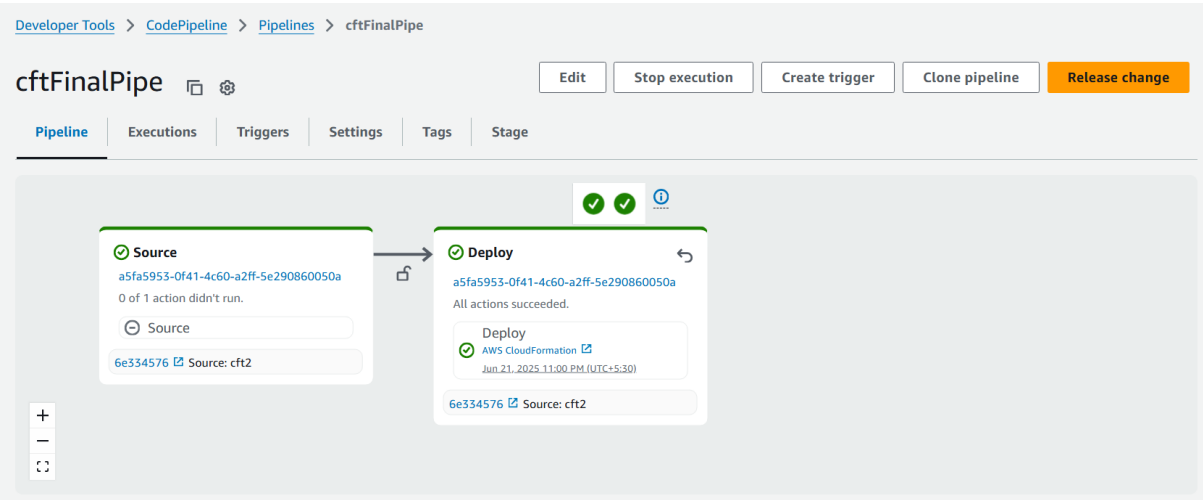 Developer Tools > CodePipeline > Pipelines > cftFinalPipe
cftFinalPipe
Edit
Stop execution
Create trigger
Clone pipeline
Release change
Pipeline
Executions
Triggers
Settings
Tags
Stage
Source
a5fa5953-0f41-4c60-a2ff-5e290860050a
0 of 1 action didn't run.
Source
6e334576 Source: cft2
Deploy
a5fa5953-0f41-4c60-a2ff-5e290860050a
All actions succeeded.
Deploy
AWS CloudFormation
Jun 21, 2025 11:00 PM (UTC+5:30)
6e334576 Source: cft2